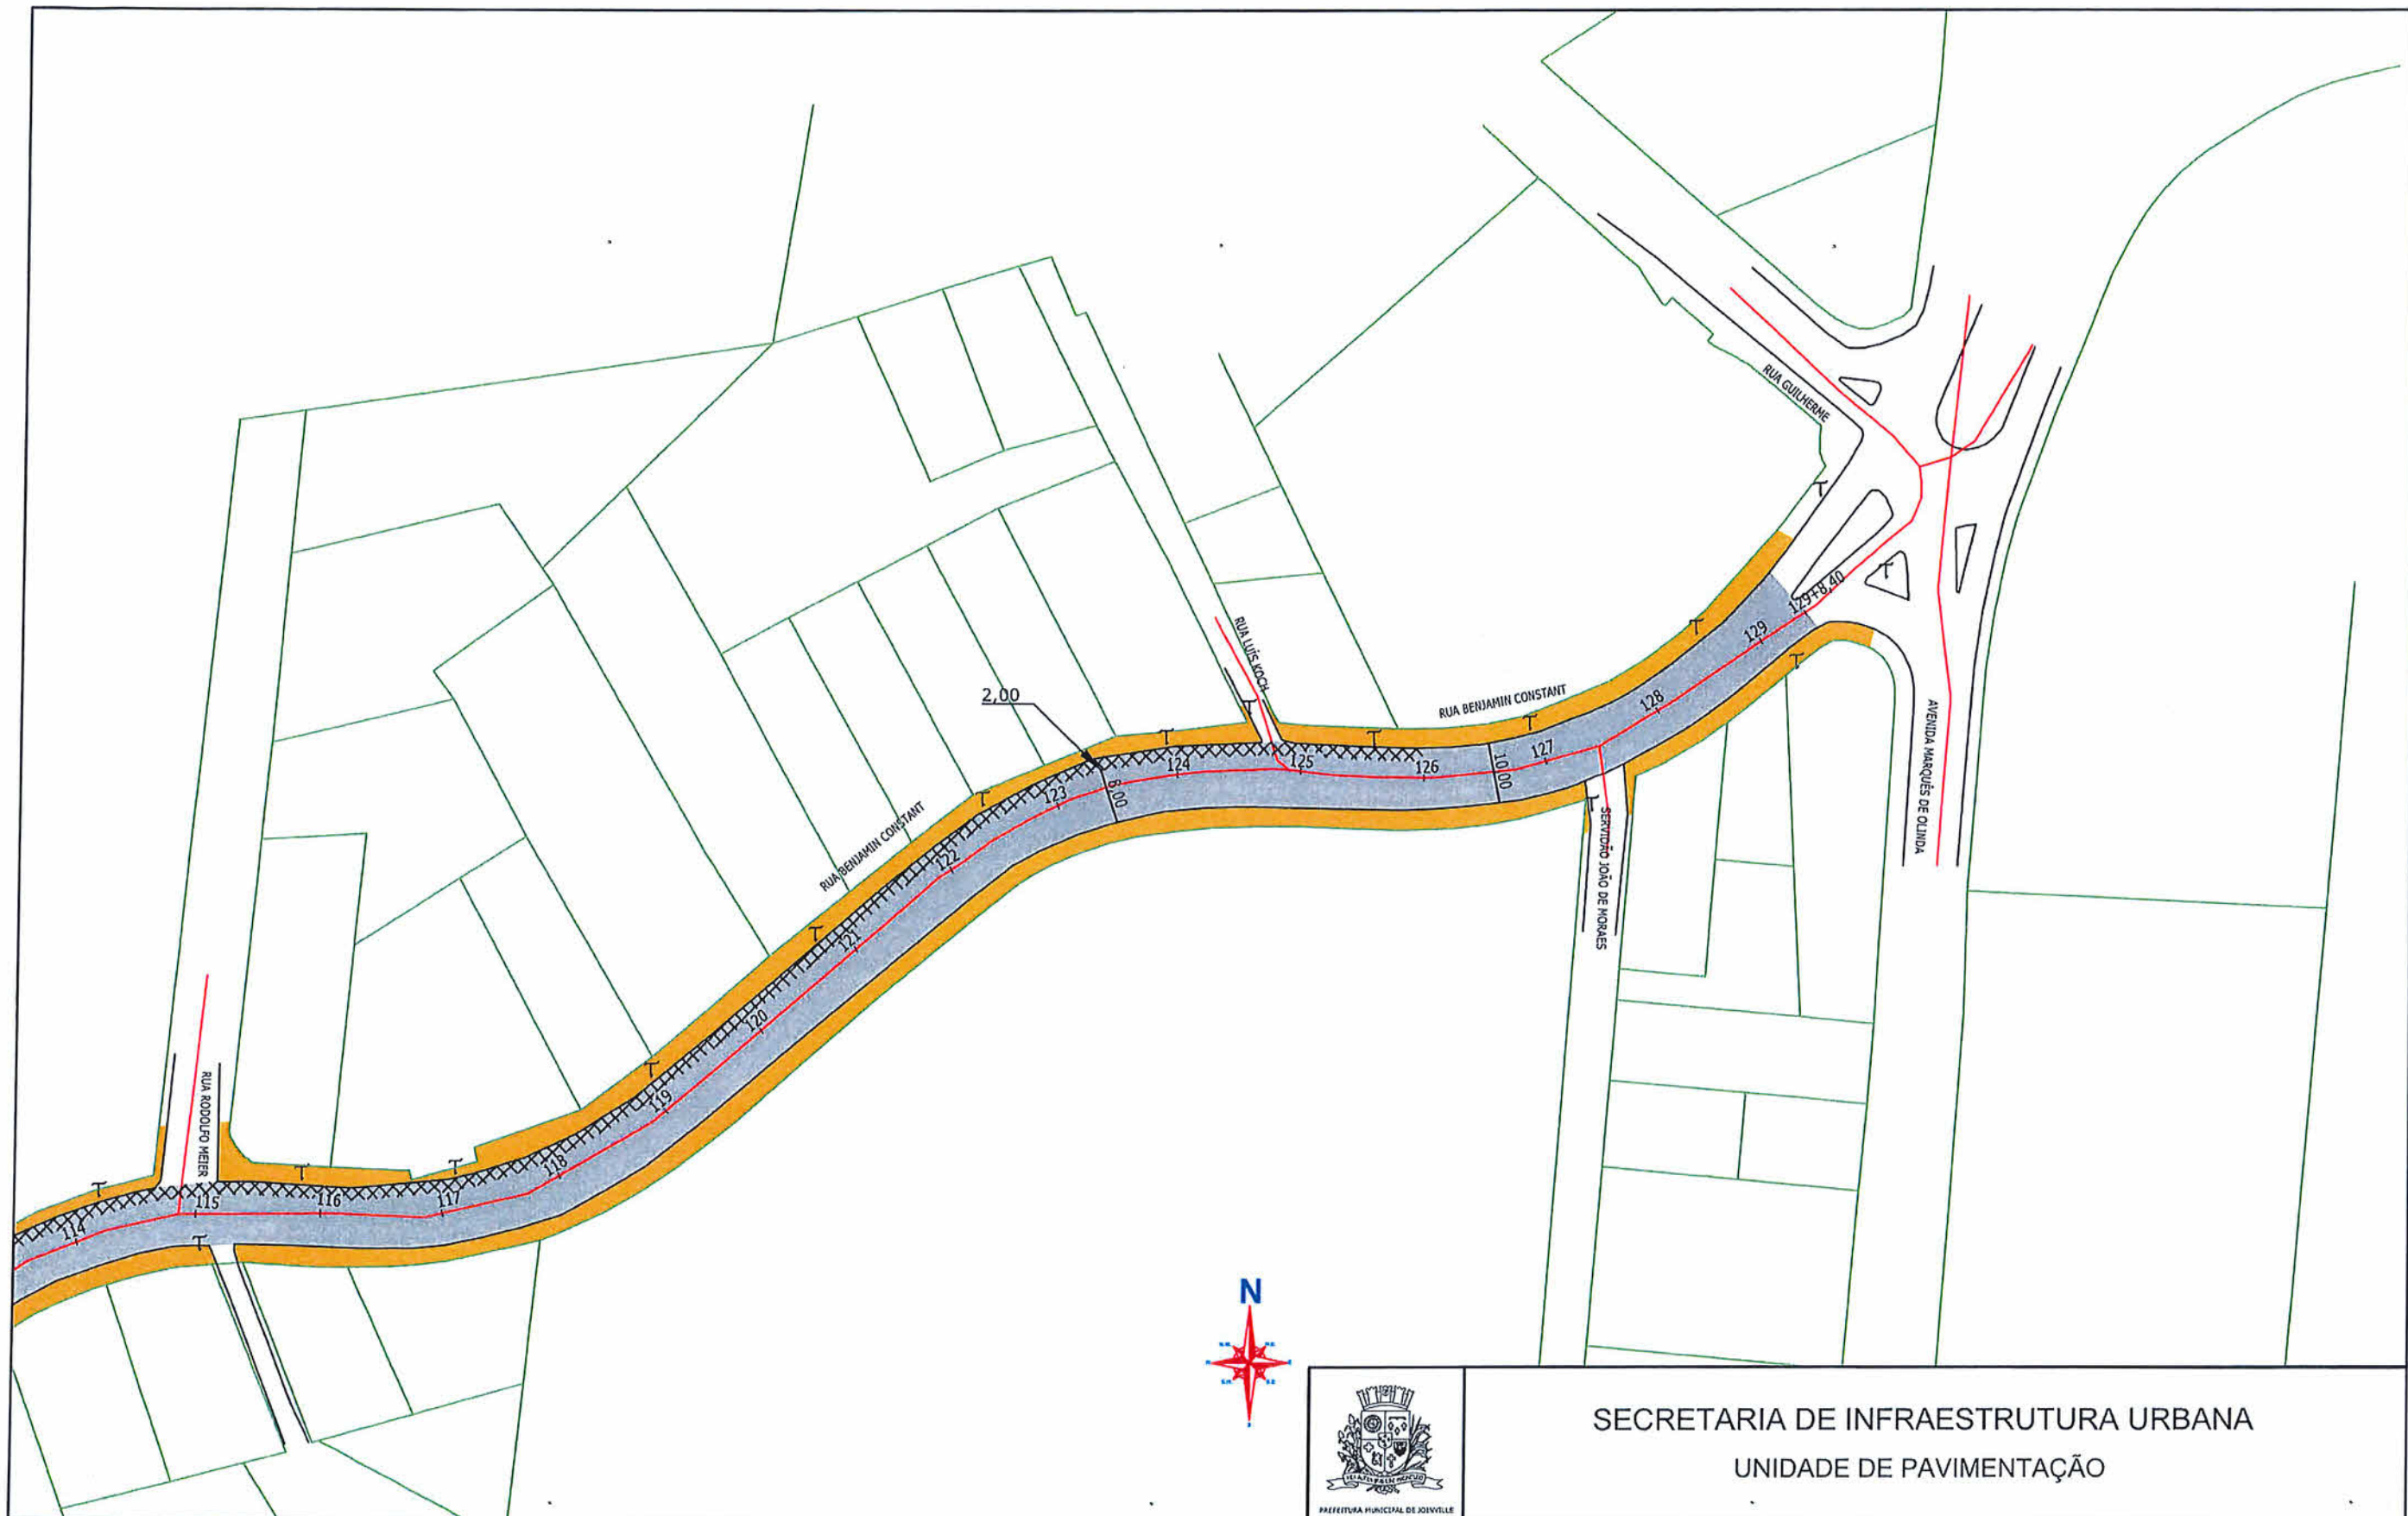 RUA GUILHERME
129+8,40
129
RUA LUÍS KOCH
2,00
RUA BENJAMIN CONSTANT
128
127
10,00
126
125
124
8,00
123
AVENIDA MARQUÊS DE OLINDA
SERVIDÃO JOÃO DE MORAES
RUA BENJAMIN CONSTANT
122
121
120
119
118
RUA RODOLFO MEIER
117
116
115
114
N
SECRETARIA DE INFRAESTRUTURA URBANA
UNIDADE DE PAVIMENTAÇÃO
PREFEITURA MUNICIPAL DE JOINVILLE